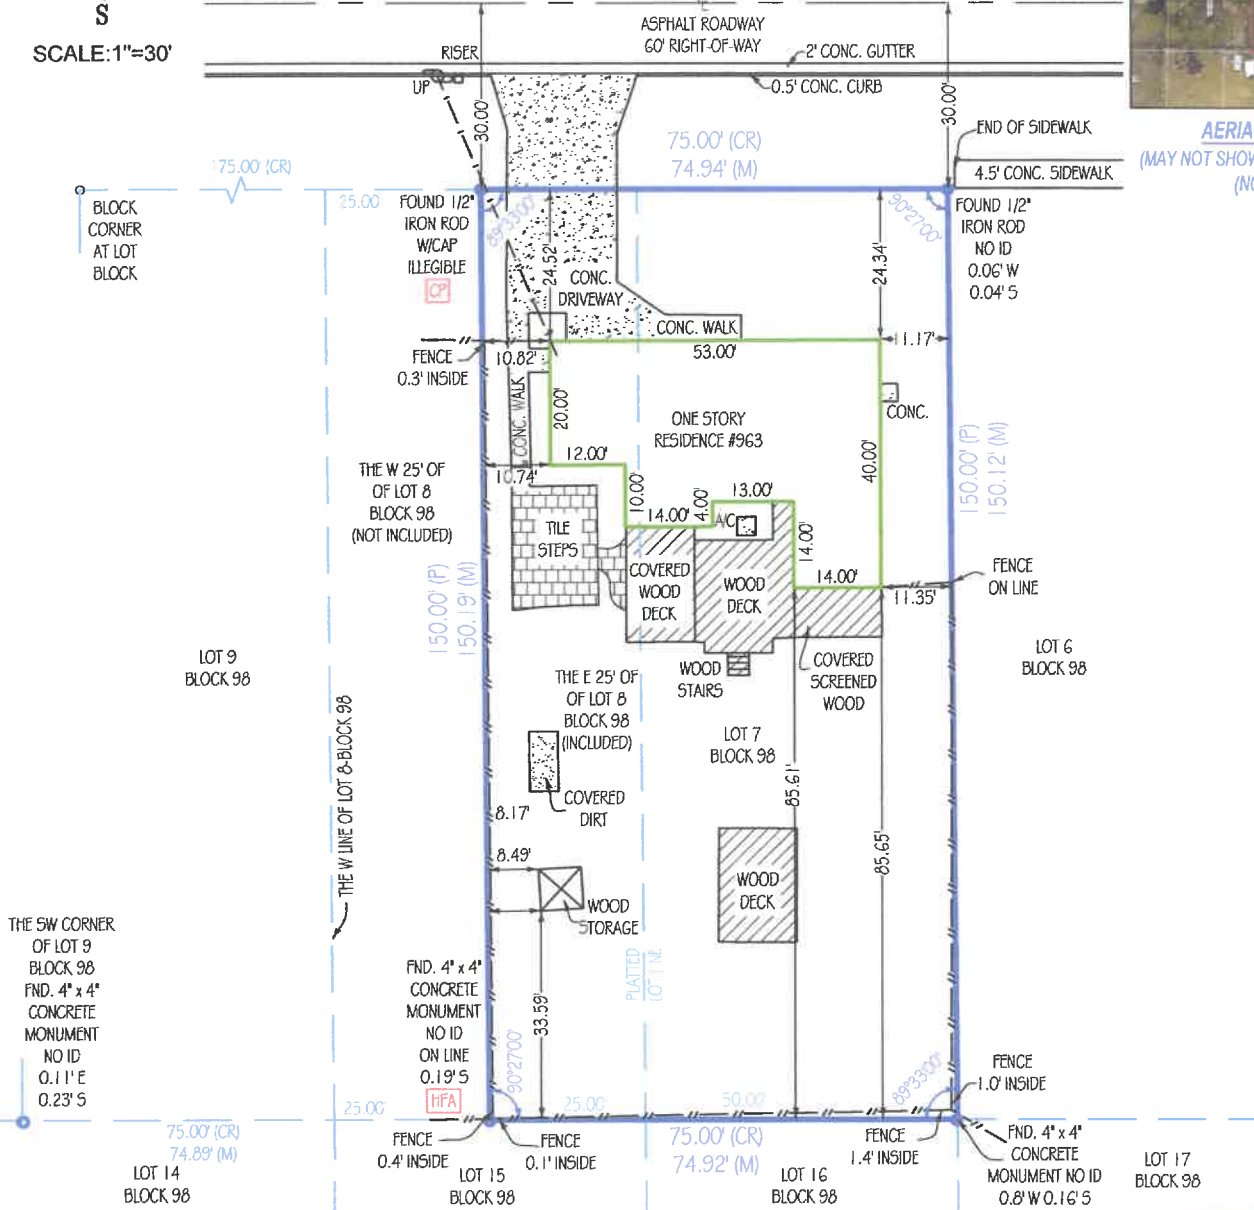 S
SCALE:1"=30'
ASPHALT ROADWAY
60' RIGHT-OF-WAY
RISER
UP
2' CONC. GUTTER
0.5' CONC. CURB
30.00'
30.00'
END OF SIDEWALK
4.5' CONC. SIDEWALK
AERIA
(MAY NOT SHOW
(NO
75.00' (CR)
74.94' (M)
175.00' (CR)
25.00
BLOCK
CORNER
AT LOT
BLOCK
FOUND 1/2"
IRON ROD
W/CAP
ILLEGIBLE
CP
89°33'00"
90°27'00"
FOUND 1/2"
IRON ROD
NO ID
0.06' W
0.04' S
24.52'
24.34'
CONC.
DRIVEWAY
CONC. WALK
53.00'
11.17'
10.82'
FENCE
0.3' INSIDE
CONC. WALK
20.00'
ONE STORY
RESIDENCE #963
CONC.
40.00'
12.00'
10.74'
10.00'
14.00'
4.00'
13.00'
A/C
14.00'
14.00'
11.35'
FENCE
ON LINE
150.00' (P)
150.12' (M)
THE W 25' OF
OF LOT 8
BLOCK 98
(NOT INCLUDED)
150.00' (P)
150.19' (M)
TILE
STEPS
COVERED
WOOD
DECK
WOOD
DECK
WOOD
STAIRS
COVERED
SCREENED
WOOD
LOT 9
BLOCK 98
LOT 6
BLOCK 98
THE E 25' OF
OF LOT 8
BLOCK 98
(INCLUDED)
LOT 7
BLOCK 98
THE W LINE OF LOT 8-BLOCK 98
COVERED
DIRT
8.17'
8.49'
WOOD
STORAGE
33.59'
WOOD
DECK
85.61'
85.65'
PLATTED
LOT LINE
THE SW CORNER
OF LOT 9
BLOCK 98
FND. 4" x 4"
CONCRETE
MONUMENT
NO ID
0.11' E
0.23' S
FND. 4" x 4"
CONCRETE
MONUMENT
NO ID
ON LINE
0.19' S
HFA
90°27'00"
89°33'00"
FENCE
1.0' INSIDE
25.00'
25.00'
50.00'
75.00' (CR)
74.89' (M)
FENCE
0.4' INSIDE
FENCE
0.1' INSIDE
75.00' (CR)
74.92' (M)
FENCE
1.4' INSIDE
FND. 4" x 4"
CONCRETE
MONUMENT NO ID
0.8' W 0.16' S
LOT 14
BLOCK 98
LOT 15
BLOCK 98
LOT 16
BLOCK 98
LOT 17
BLOCK 98